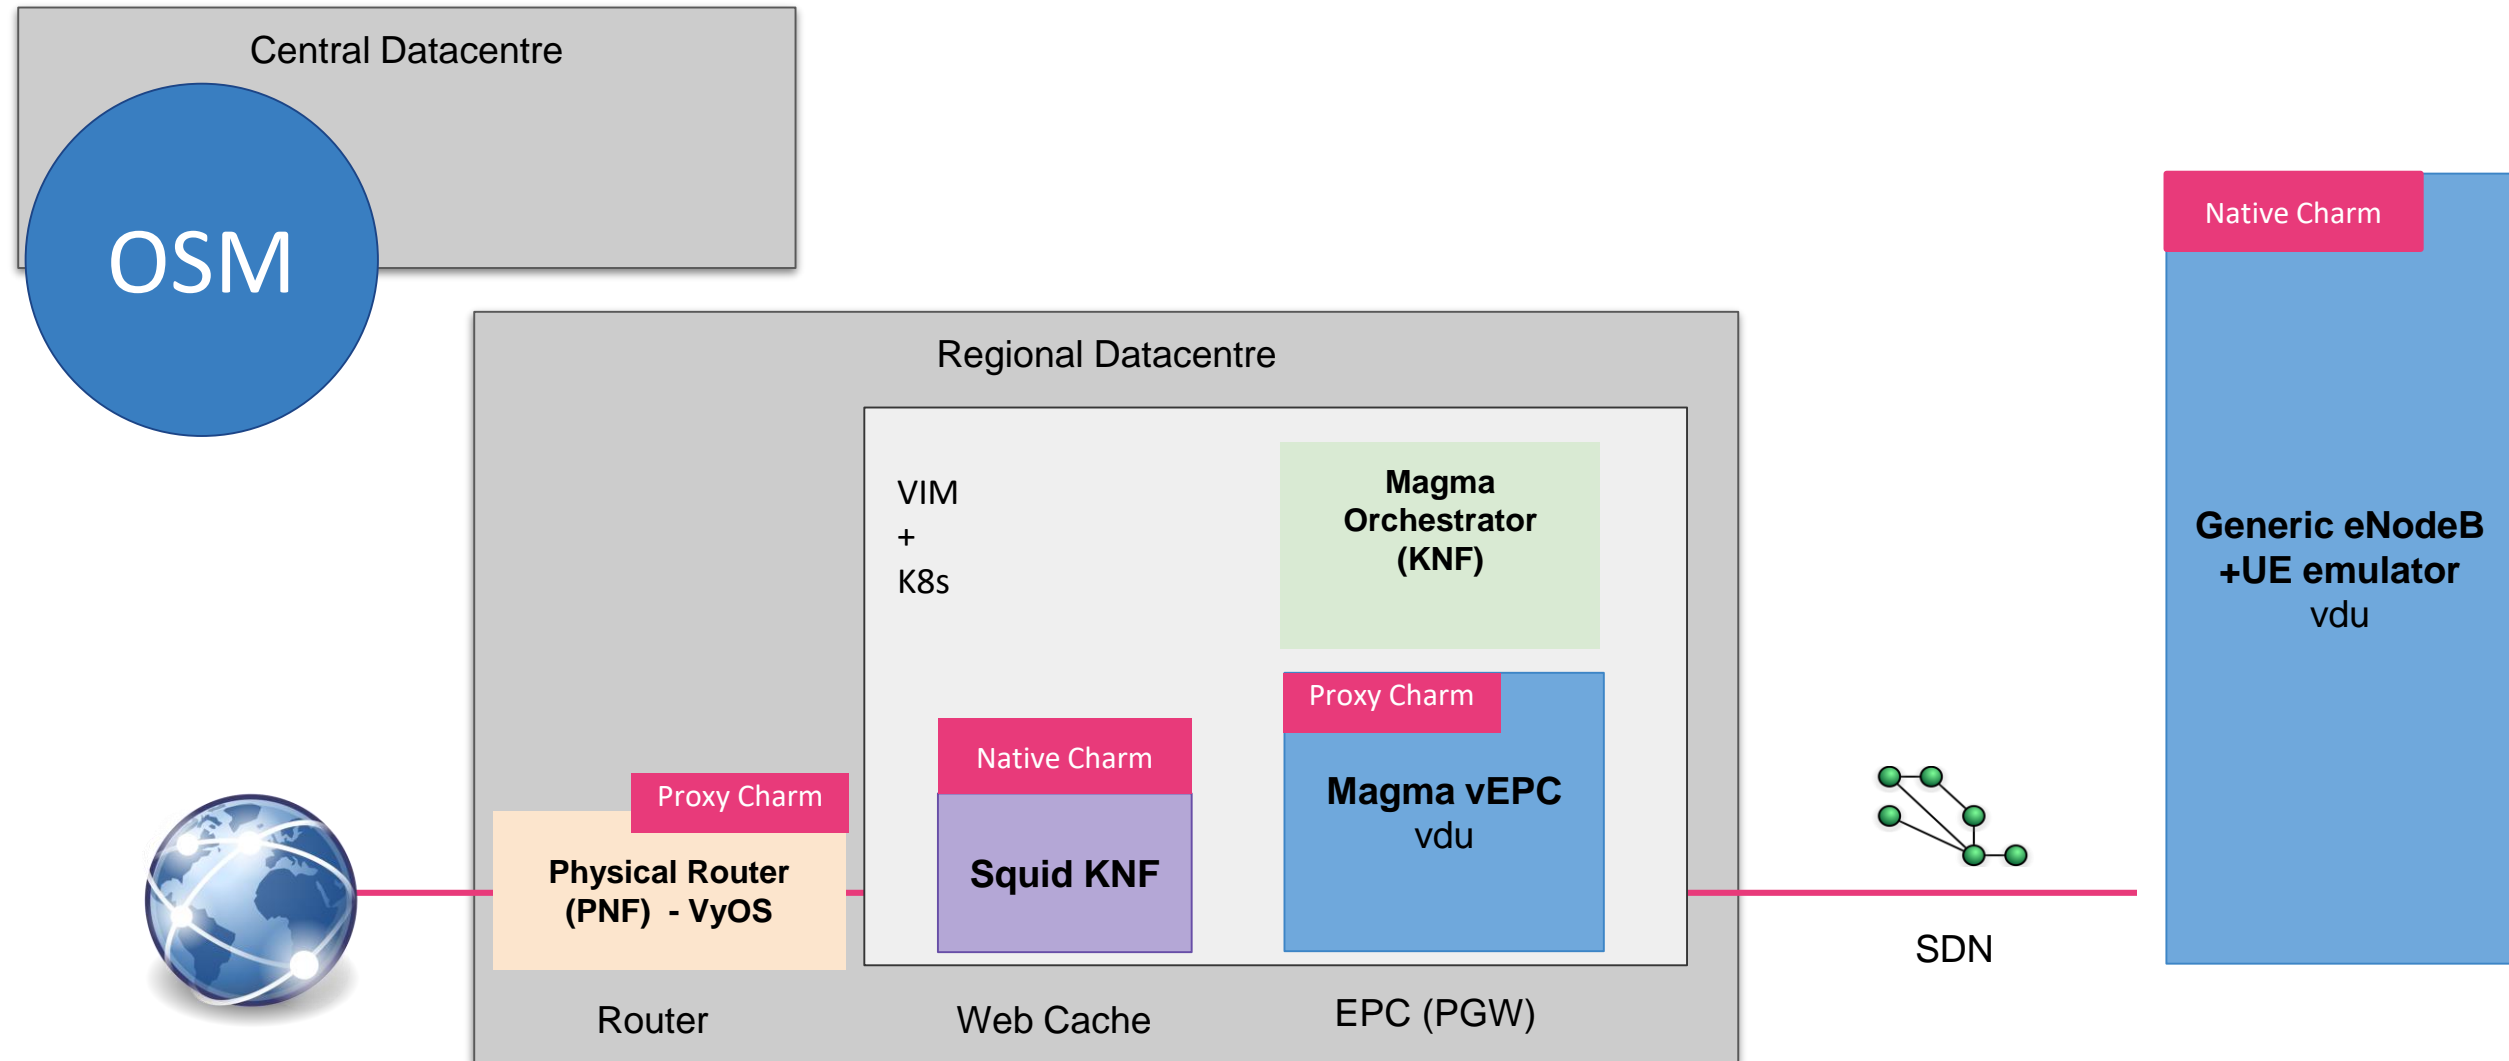 Central Datacentre
OSM
Regional Datacentre
VIM
+
K8s
Magma
Orchestrator
(KNF)
Native Charm
Generic eNodeB
+UE emulator
vdu
Proxy Charm
Magma vEPC
vdu
Native Charm
Squid KNF
Proxy Charm
Physical Router
(PNF) - VyOS
SDN
Router
Web Cache
EPC (PGW)